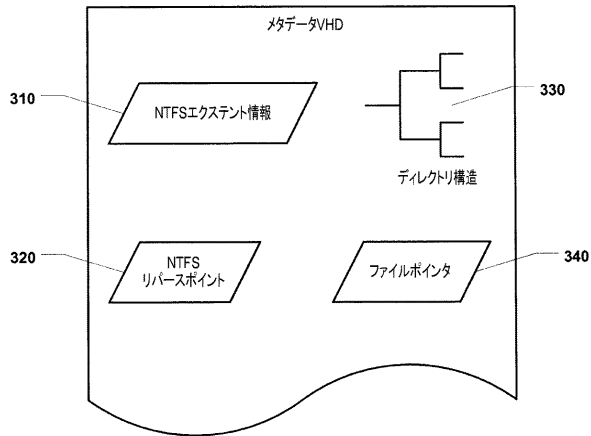 メタデータVHD
310
NTFSエクステント情報
330
ディレクトリ構造
320
NTFS
リパースポイント
ファイルポインタ
340